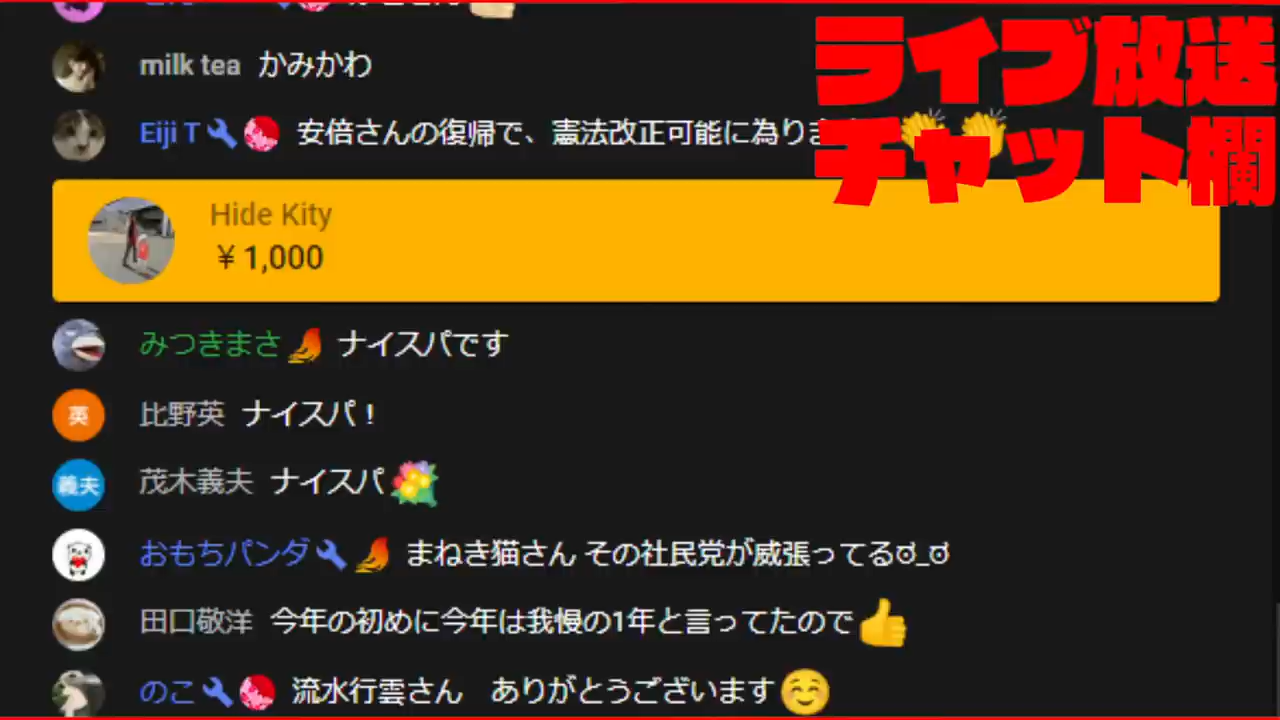 ライブ放送
チャット欄
milk tea かみかわ
Eiji T 安倍さんの復帰で、憲法改正可能に為りま
Hide Kity
￥1,000
みつきまさ ナイスパです
英 比野英 ナイスパ！
義夫 茂木義夫 ナイスパ
おもちパンダ まねき猫さん その社民党が威張ってるಠ_ಠ
田口敬洋 今年の初めに今年は我慢の1年と言ってたので
のこ 流水行雲さん　ありがとうございます